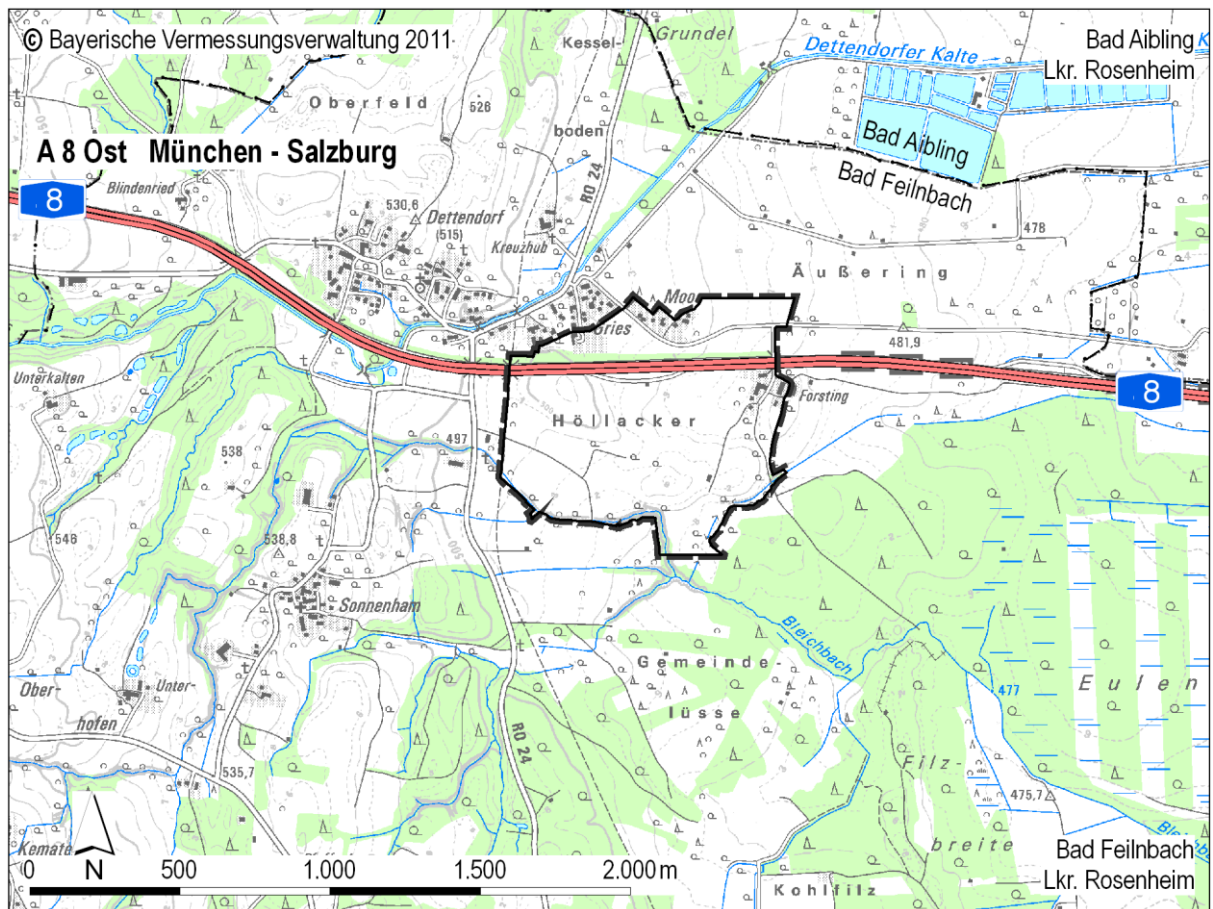 © Bayerische Vermessungsverwaltung 2011
Kessel-
Grundel
Dettendorfer Kalte
Bad Aibling
Lkr. Rosenheim
Oberfeld
526
boden
A 8 Ost München - Salzburg
Bad Aibling
Bad Feilnbach
Blindenried
8
530,6
Dettendorf
(515)
RO 24
Kreuzhub
478
Äußering
Moo
Gries
481,9
Unterkalten
Forsting
8
Höllacker
497
538
546
538,8
500
Sonnenham
Bleichbach
Gemeinde-
lüsse
477
Eulen
Ober-
Unter-
hofen
RO 24
535,7
Filz-
475,7
breite
Kemate
N
Bad Feilnbach
Lkr. Rosenheim
0 500 1.000 1.500 2.000 m
Kohlfilz